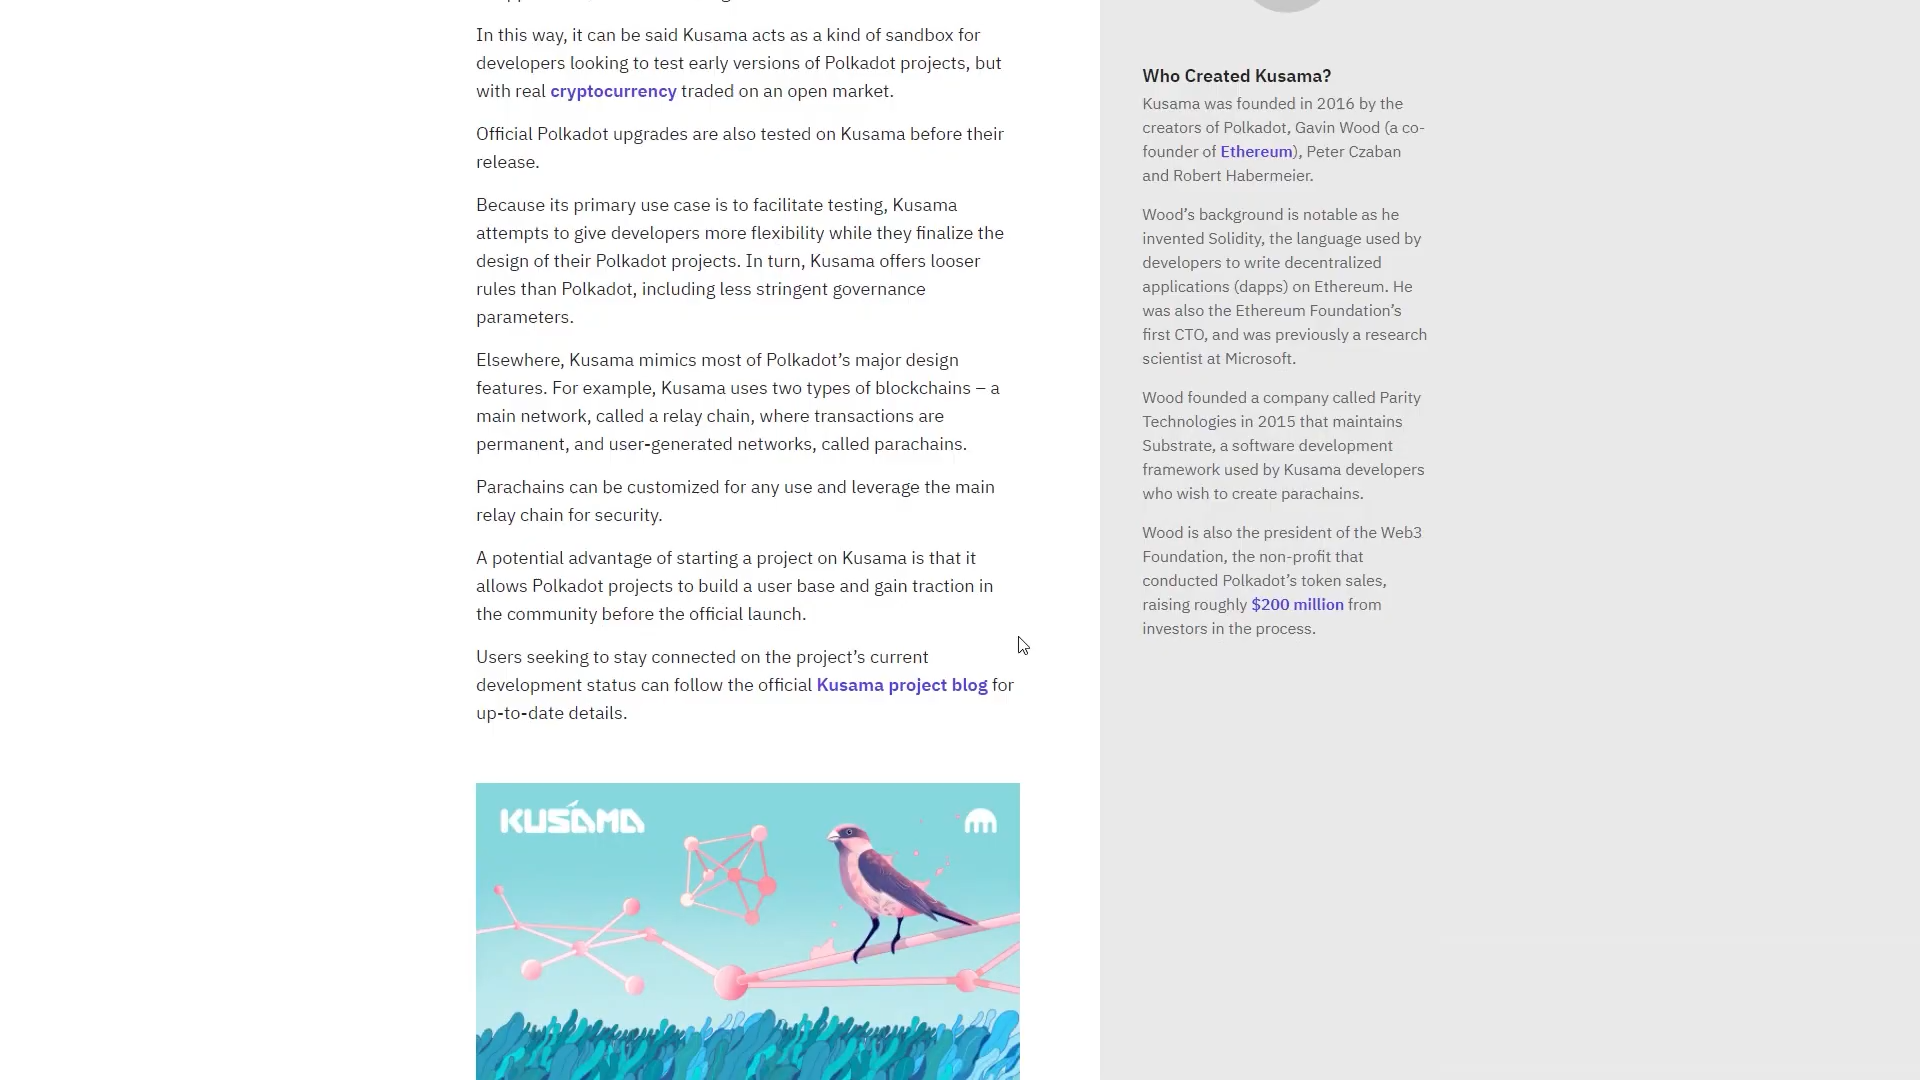 In this way, it can be said Kusama acts as a kind of sandbox for
developers looking to test early versions of Polkadot projects, but
with real cryptocurrency traded on an open market.
Official Polkadot upgrades are also tested on Kusama before their
release.
Because its primary use case is to facilitate testing, Kusama
attempts to give developers more flexibility while they finalize the
design of their Polkadot projects. In turn, Kusama offers looser
rules than Polkadot, including less stringent governance
parameters.
Elsewhere, Kusama mimics most of Polkadot’s major design
features. For example, Kusama uses two types of blockchains – a
main network, called a relay chain, where transactions are
permanent, and user-generated networks, called parachains.
Parachains can be customized for any use and leverage the main
relay chain for security.
A potential advantage of starting a project on Kusama is that it
allows Polkadot projects to build a user base and gain traction in
the community before the official launch.
Users seeking to stay connected on the project’s current
development status can follow the official Kusama project blog for
up-to-date details.
KUSAMA
Who Created Kusama?
Kusama was founded in 2016 by the
creators of Polkadot, Gavin Wood (a co-
founder of Ethereum), Peter Czaban
and Robert Habermeier.
Wood’s background is notable as he
invented Solidity, the language used by
developers to write decentralized
applications (dapps) on Ethereum. He
was also the Ethereum Foundation’s
first CTO, and was previously a research
scientist at Microsoft.
Wood founded a company called Parity
Technologies in 2015 that maintains
Substrate, a software development
framework used by Kusama developers
who wish to create parachains.
Wood is also the president of the Web3
Foundation, the non-profit that
conducted Polkadot’s token sales,
raising roughly $200 million from
investors in the process.